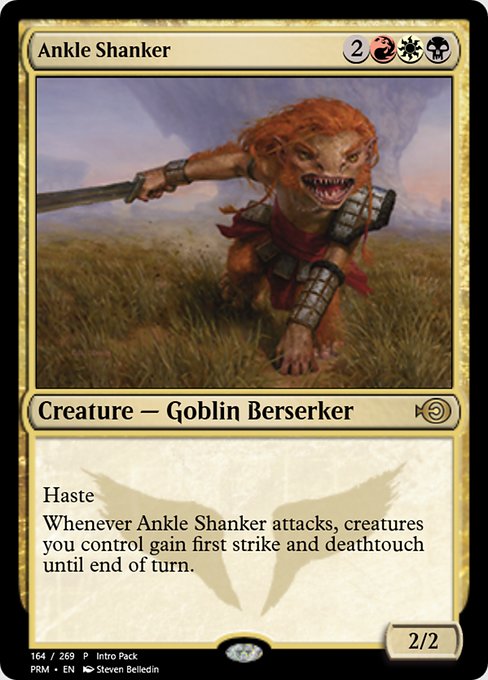 Ankle Shanker 2
Creature — Goblin Berserker
Haste
Whenever Ankle Shanker attacks, creatures
you control gain first strike and deathtouch
until end of turn.
2/2
164 / 269 P Intro Pack
PRM • EN Steven Belledin